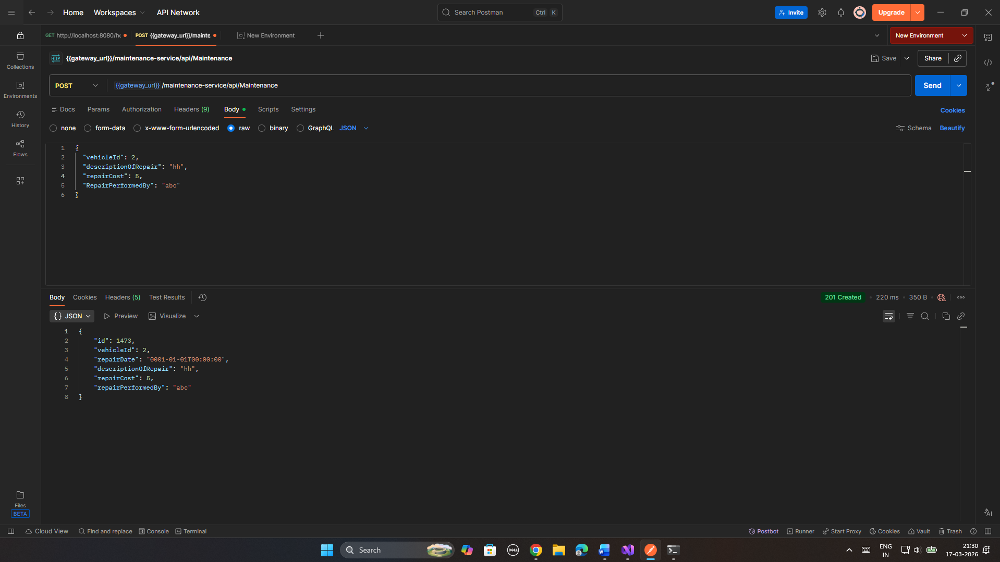 Home Workspaces API Network Search Postman Ctrl K Invite Upgrade
GET http://localhost:8080/he POST {{gateway_url}}/mainte New Environment New Environment
HTTP {{gateway_url}}/maintenance-service/api/Maintenance Save Share
POST {{gateway_url}} /maintenance-service/api/Maintenance Send
Docs Params Authorization Headers (9) Body Scripts Settings Cookies
none form-data x-www-form-urlencoded raw binary GraphQL JSON Schema Beautify
Collections
Environments
History
Flows
1 {
2 "vehicleId": 2,
3 "descriptionOfRepair": "hh",
4 "repairCost": 5,
5 "RepairPerformedBy": "abc"
6 }
Body Cookies Headers (5) Test Results 201 Created 220 ms 350 B
{} JSON Preview Visualize
1 {
2 "id": 1473,
3 "vehicleId": 2,
4 "repairDate": "0001-01-01T00:00:00",
5 "descriptionOfRepair": "hh",
6 "repairCost": 5,
7 "repairPerformedBy": "abc"
8 }
Files
BETA
AI
Cloud View Find and replace Console Terminal Postbot Runner Start Proxy Cookies Vault Trash
Search DELL W ENG IN 21:30
17-03-2026